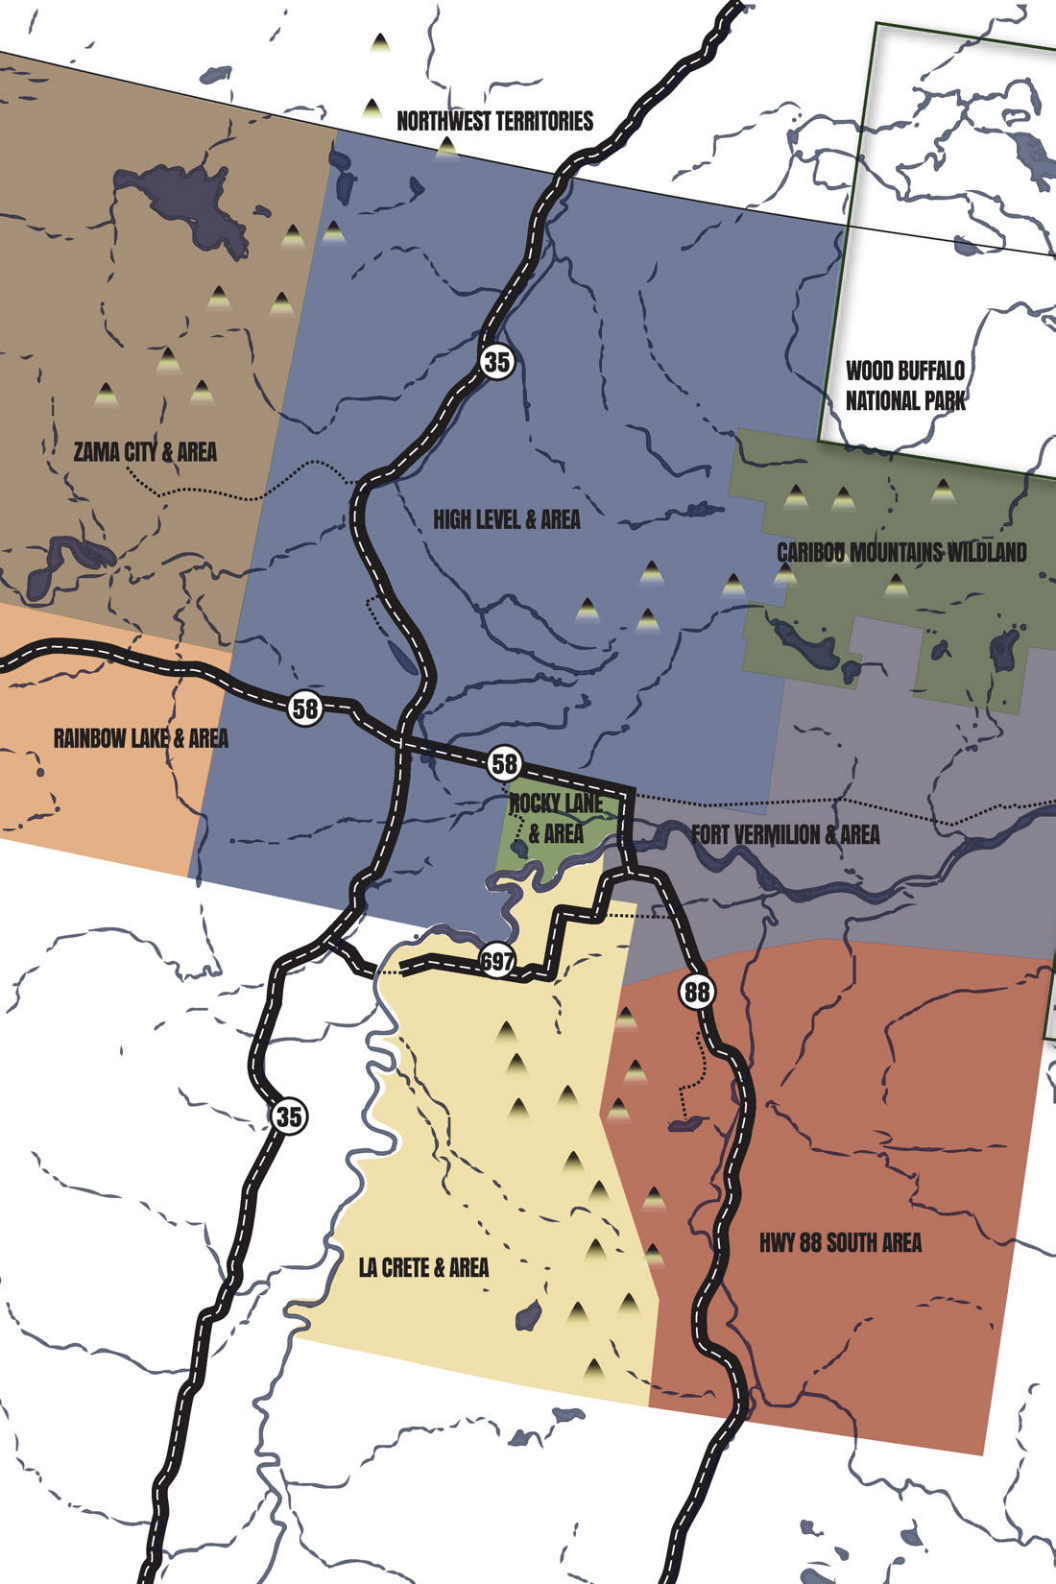 NORTHWEST TERRITORIES
35
WOOD BUFFALO
NATIONAL PARK
ZAMA CITY & AREA
HIGH LEVEL & AREA
CARIBOU MOUNTAINS WILDLAND
58
RAINBOW LAKE & AREA
58
ROCKY LANE
& AREA
FORT VERMILION & AREA
697
88
35
HWY 88 SOUTH AREA
LA CRETE & AREA